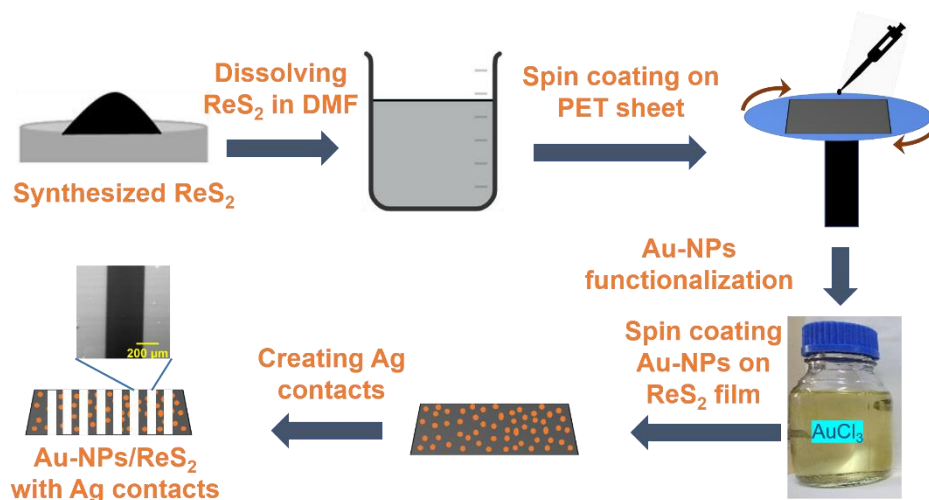 Dissolving
ReS₂ in DMF
Spin coating on
PET sheet
Synthesized ReS₂
Au-NPs
functionalization
Spin coating
Au-NPs on
ReS₂ film
AuCl₃
Creating Ag
contacts
200 µm
Au-NPs/ReS₂
with Ag contacts